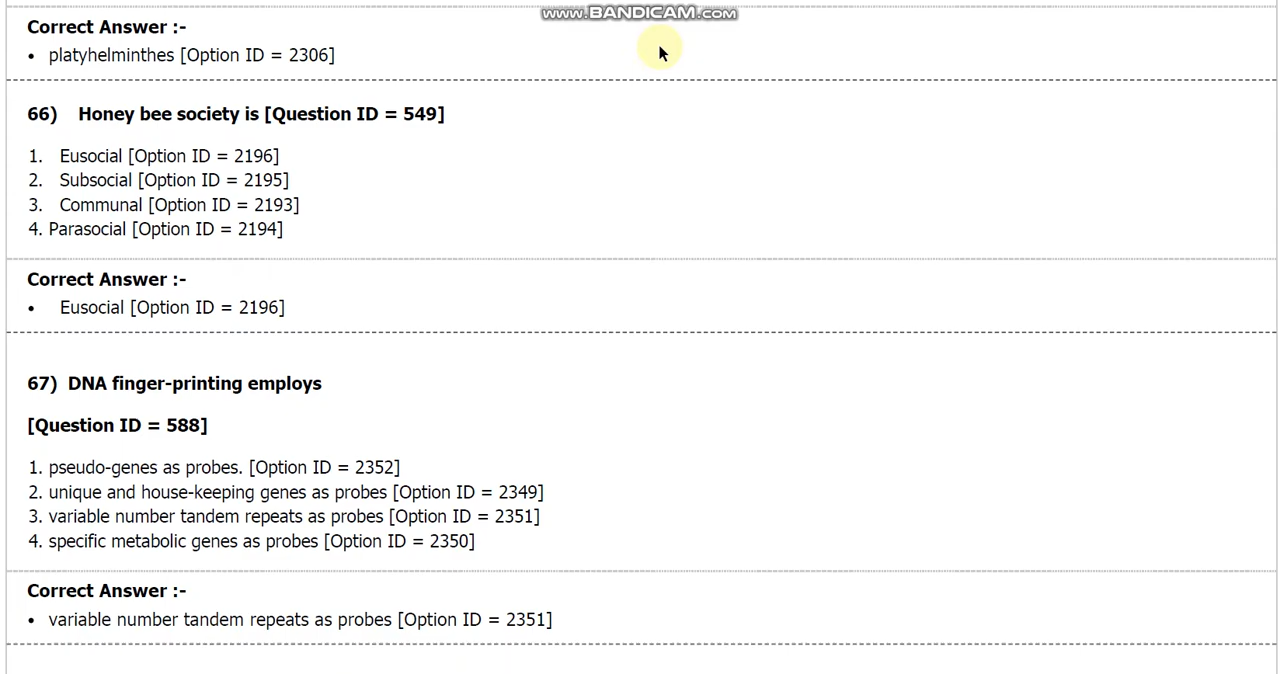 www.BANDICAM.com
Correct Answer :-
• platyhelminthes [Option ID = 2306]
66) Honey bee society is [Question ID = 549]
1. Eusocial [Option ID = 2196]
2. Subsocial [Option ID = 2195]
3. Communal [Option ID = 2193]
4. Parasocial [Option ID = 2194]
Correct Answer :-
• Eusocial [Option ID = 2196]
67) DNA finger-printing employs
[Question ID = 588]
1. pseudo-genes as probes. [Option ID = 2352]
2. unique and house-keeping genes as probes [Option ID = 2349]
3. variable number tandem repeats as probes [Option ID = 2351]
4. specific metabolic genes as probes [Option ID = 2350]
Correct Answer :-
• variable number tandem repeats as probes [Option ID = 2351]